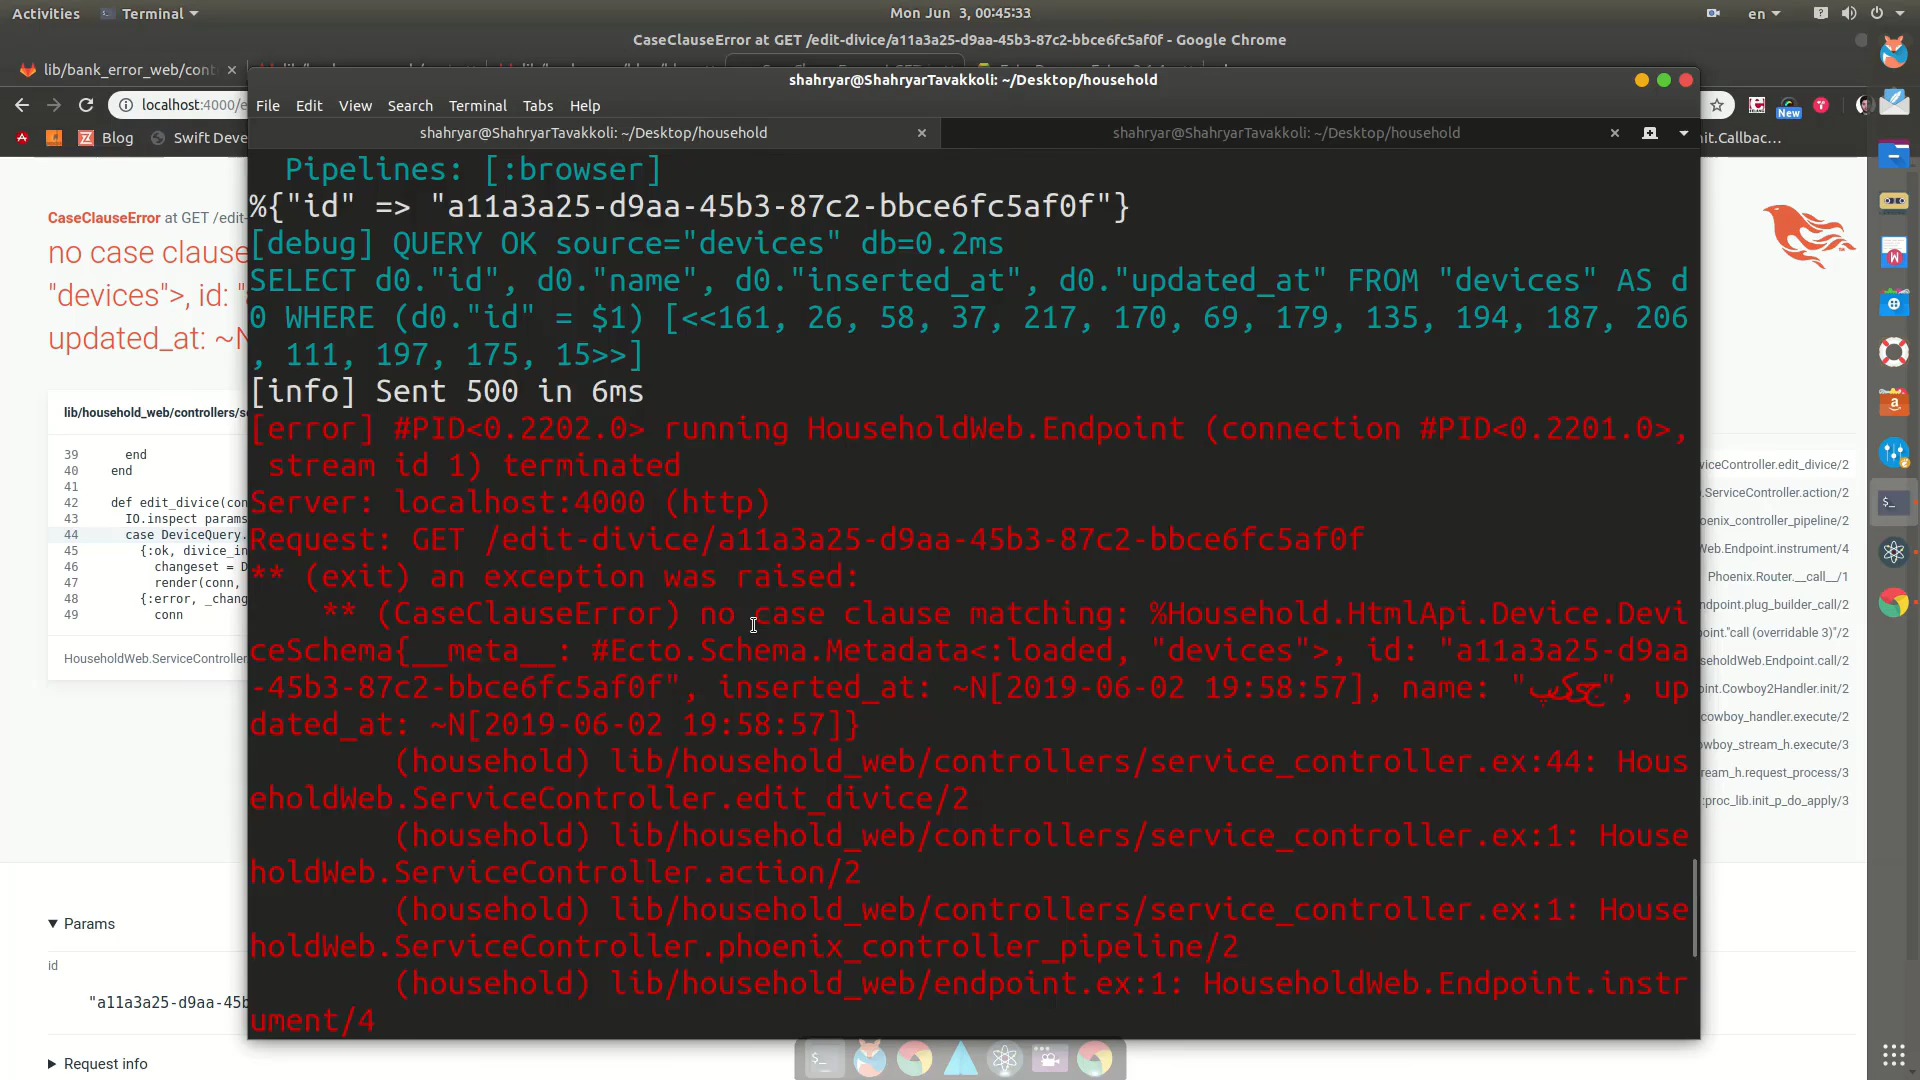 Activities
Terminal
Mon Jun 3, 00:45:33
en
CaseClauseError at GET /edit-divice/a11a3a25-d9aa-45b3-87c2-bbce6fc5af0f - Google Chrome
lib/bank_error_web/cont
shahryar@ShahryarTavakkoli: ~/Desktop/household
localhost:4000/e
New
File Edit View Search Terminal Tabs Help
Blog
Swift Deve
shahryar@ShahryarTavakkoli: ~/Desktop/household
shahryar@ShahryarTavakkoli: ~/Desktop/household
nit.Callbac…
Pipelines: [:browser]
%{"id" => "a11a3a25-d9aa-45b3-87c2-bbce6fc5af0f"}
[debug] QUERY OK source="devices" db=0.2ms
SELECT d0."id", d0."name", d0."inserted_at", d0."updated_at" FROM "devices" AS d
0 WHERE (d0."id" = $1) [<<161, 26, 58, 37, 217, 170, 69, 179, 135, 194, 187, 206
, 111, 197, 175, 15>>]
[info] Sent 500 in 6ms
[error] #PID<0.2202.0> running HouseholdWeb.Endpoint (connection #PID<0.2201.0>,
stream id 1) terminated
Server: localhost:4000 (http)
Request: GET /edit-divice/a11a3a25-d9aa-45b3-87c2-bbce6fc5af0f
** (exit) an exception was raised:
** (CaseClauseError) no case clause matching: %Household.HtmlApi.Device.Devi
ceSchema{__meta__: #Ecto.Schema.Metadata<:loaded, "devices">, id: "a11a3a25-d9aa
-45b3-87c2-bbce6fc5af0f", inserted_at: ~N[2019-06-02 19:58:57], name: "", up
dated_at: ~N[2019-06-02 19:58:57]}
(household) lib/household_web/controllers/service_controller.ex:44: Hous
eholdWeb.ServiceController.edit_divice/2
(household) lib/household_web/controllers/service_controller.ex:1: House
holdWeb.ServiceController.action/2
(household) lib/household_web/controllers/service_controller.ex:1: House
holdWeb.ServiceController.phoenix_controller_pipeline/2
(household) lib/household_web/endpoint.ex:1: HouseholdWeb.Endpoint.instr
ument/4
CaseClauseError at GET /edit-
no case clause
"devices">, id: "
updated_at: ~N
lib/household_web/controllers/se
39 end
40 end
41
42 def edit_divice(con
43 IO.inspect params
44 case DeviceQuery.
45 {:ok, divice_in
46 changeset = D
47 render(conn,
48 {:error, _chang
49 conn
HouseholdWeb.ServiceController.
viceController.edit_divice/2
.ServiceController.action/2
oenix_controller_pipeline/2
Web.Endpoint.instrument/4
Phoenix.Router.__call__/1
ndpoint.plug_builder_call/2
point."call (overridable 3)"/2
seholdWeb.Endpoint.call/2
point.Cowboy2Handler.init/2
cowboy_handler.execute/2
owboy_stream_h.execute/3
ream_h.request_process/3
:proc_lib.init_p_do_apply/3
Params
id
"a11a3a25-d9aa-45b
Request info